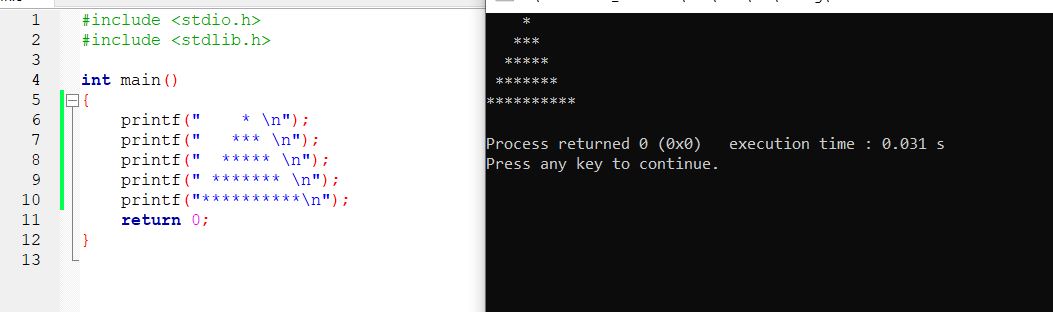 1 #include <stdio.h>
2 #include <stdlib.h>
3
4 int main()
5 {
6     printf("    * \n");
7     printf("   *** \n");
8     printf("  ***** \n");
9     printf(" ******* \n");
10     printf("**********\n");
11     return 0;
12 }
13
    *
   ***
  *****
 *******
**********
Process returned 0 (0x0)   execution time : 0.031 s
Press any key to continue.